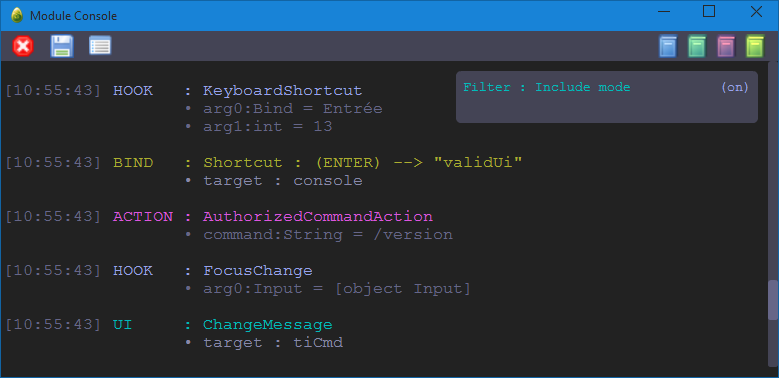 Module Console
Filter : Include mode (on)
[10:55:43] HOOK : KeyboardShortcut
• arg0:Bind = Entrée
• arg1:int = 13
[10:55:43] BIND : Shortcut : (ENTER) --> "validUi"
• target : console
[10:55:43] ACTION : AuthorizedCommandAction
• command:String = /version
[10:55:43] HOOK : FocusChange
• arg0:Input = [object Input]
[10:55:43] UI : ChangeMessage
• target : tiCmd